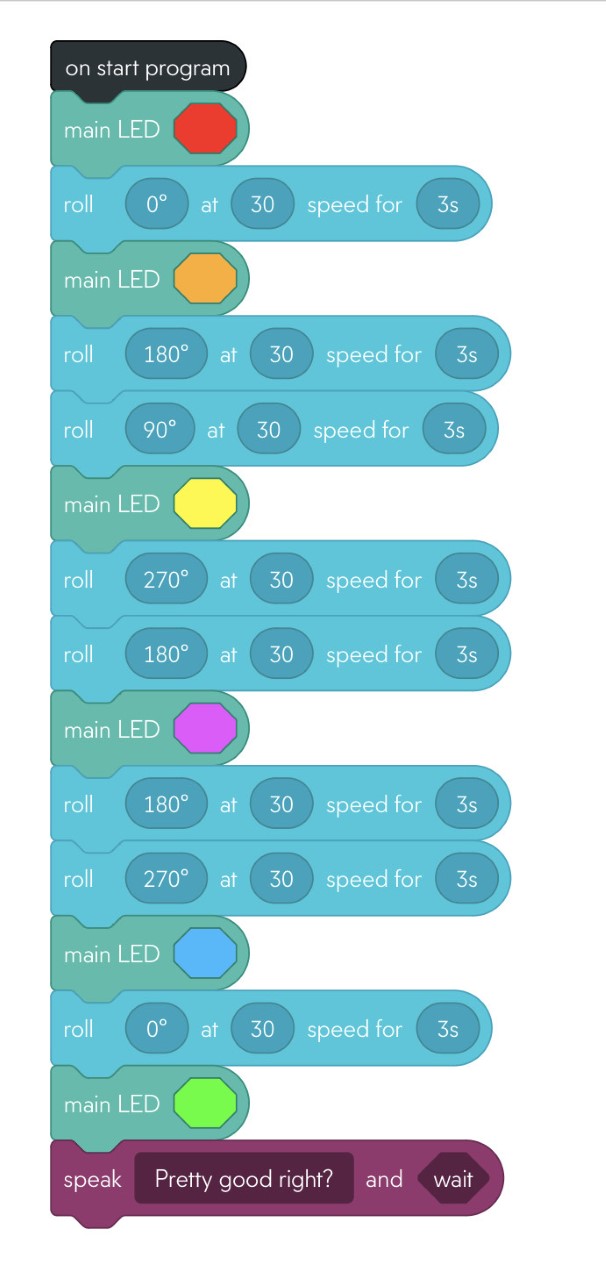 on start program
main LED
roll 0° at 30 speed for 3s
main LED
roll 180° at 30 speed for 3s
roll 90° at 30 speed for 3s
main LED
roll 270° at 30 speed for 3s
roll 180° at 30 speed for 3s
main LED
roll 180° at 30 speed for 3s
roll 270° at 30 speed for 3s
main LED
roll 0° at 30 speed for 3s
main LED
speak Pretty good right? and wait